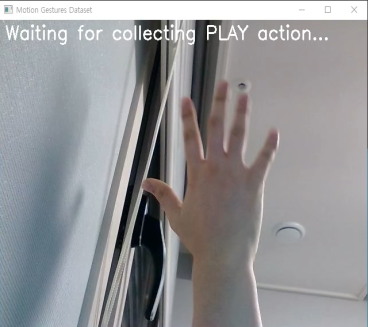 Motion Gestures Dataset
Waiting for collecting PLAY action...